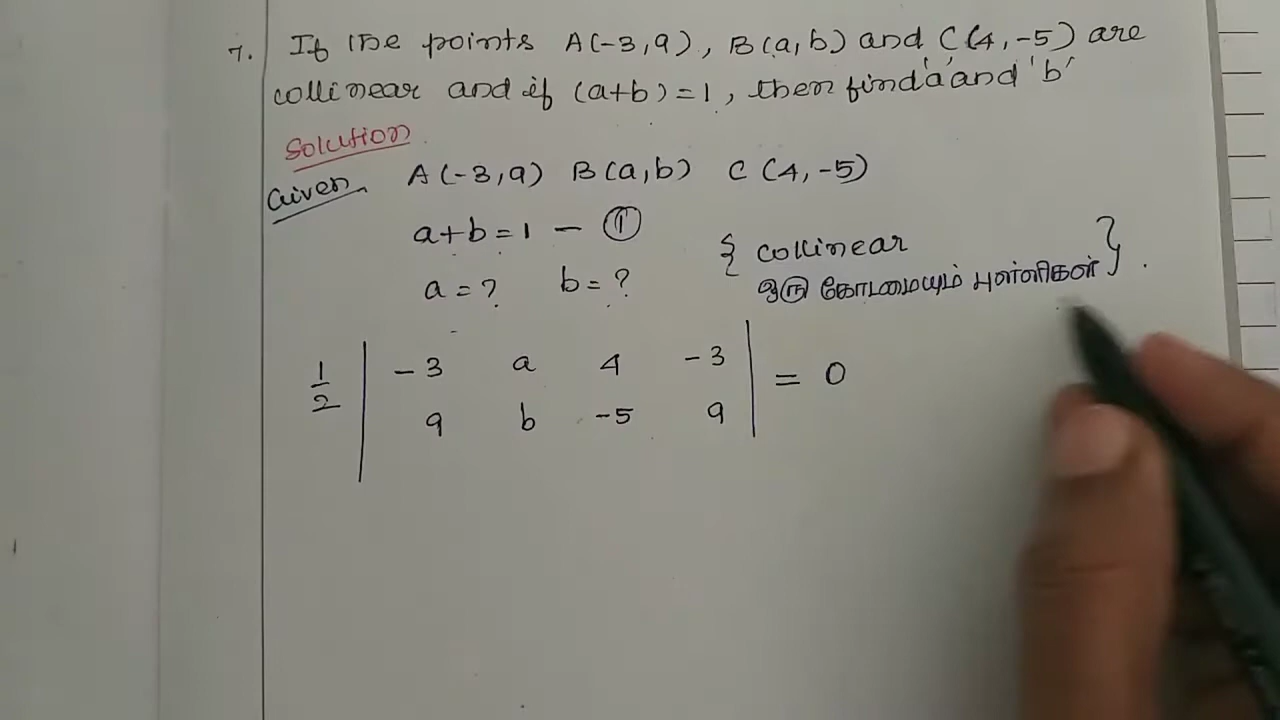 7. If the points A(-3,9), B(a,b) and C(4,-5) are
collinear and if (a+b)=1, then find 'a' and 'b'
Solution
Given A(-3,9) B(a,b) C(4,-5)
a+b=1 — ①
{ collinear
a=? b=?
ஒரு கோடமையும் புள்ளிகள் } .
1/2 | -3 a 4 -3 | = 0
9 b -5 9